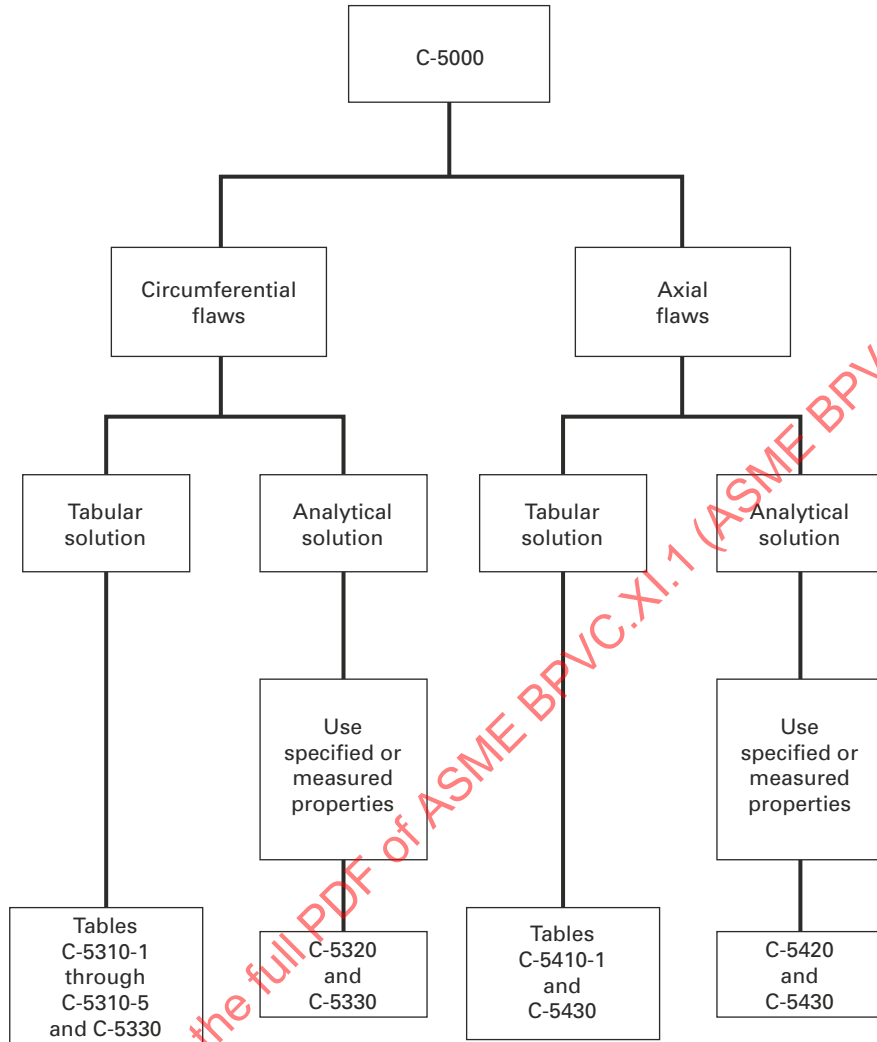 C-5000
Circumferential
flaws
Axial
flaws
Tabular
solution
Analytical
solution
Tabular
solution
Analytical
solution
Use
specified or
measured
properties
Use
specified or
measured
properties
Tables
C-5310-1
through
C-5310-5
and C-5330
C-5320
and
C-5330
Tables
C-5410-1
and
C-5430
C-5420
and
C-5430
the full PDF of ASME BPVC.XI.1 (ASME BPV